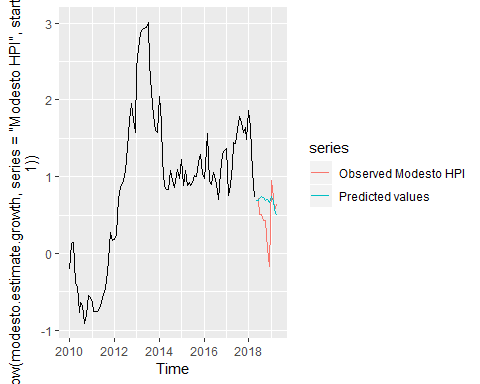 ow(modesto.estimate.growth, series = "Modesto HPI", start
1))
3
2
1
0
-1
2010 2012 2014 2016 2018
Time
series
Observed Modesto HPI
Predicted values